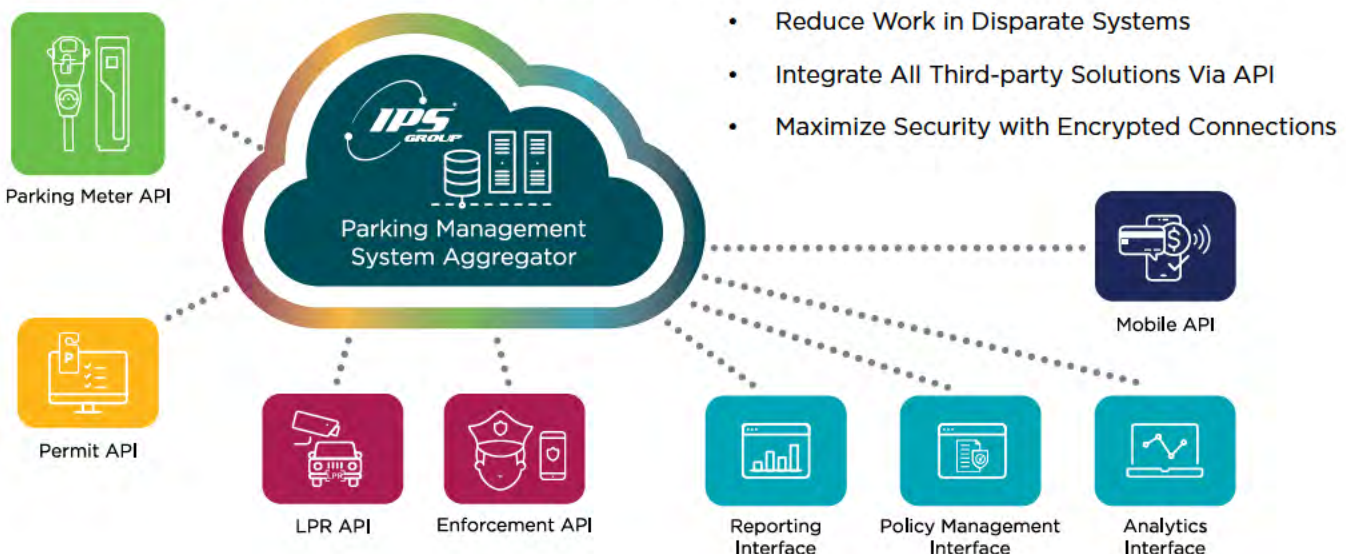 • Reduce Work in Disparate Systems
• Integrate All Third-party Solutions Via API
• Maximize Security with Encrypted Connections
IPS
GROUP
Parking Management
System Aggregator
Parking Meter API
Mobile API
P
Permit API
LPR
LPR API
Enforcement API
Reporting
Interface
Policy Management
Interface
Analytics
Interface
$